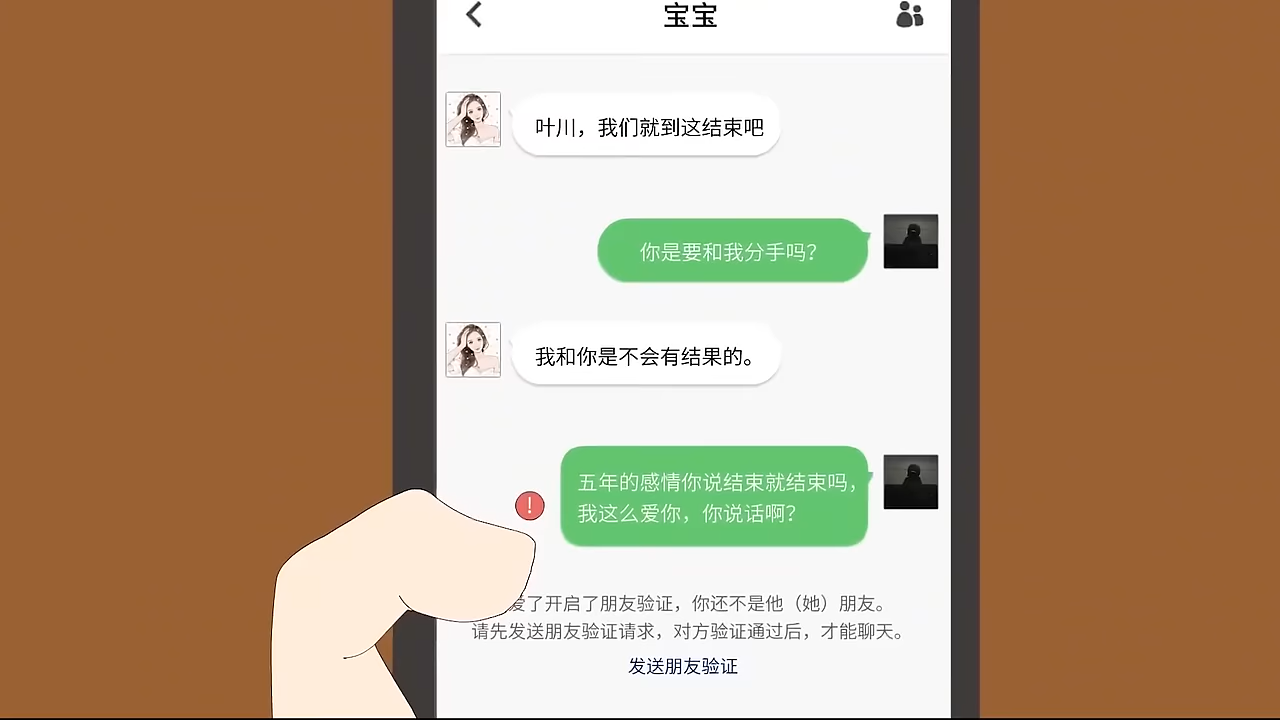 宝宝
叶川，我们就到这结束吧
你是要和我分手吗？
我和你是不会有结果的。
五年的感情你说结束就结束吗，
我这么爱你，你说话啊？
!
爱了开启了朋友验证，你还不是他（她）朋友。
请先发送朋友验证请求，对方验证通过后，才能聊天。
发送朋友验证